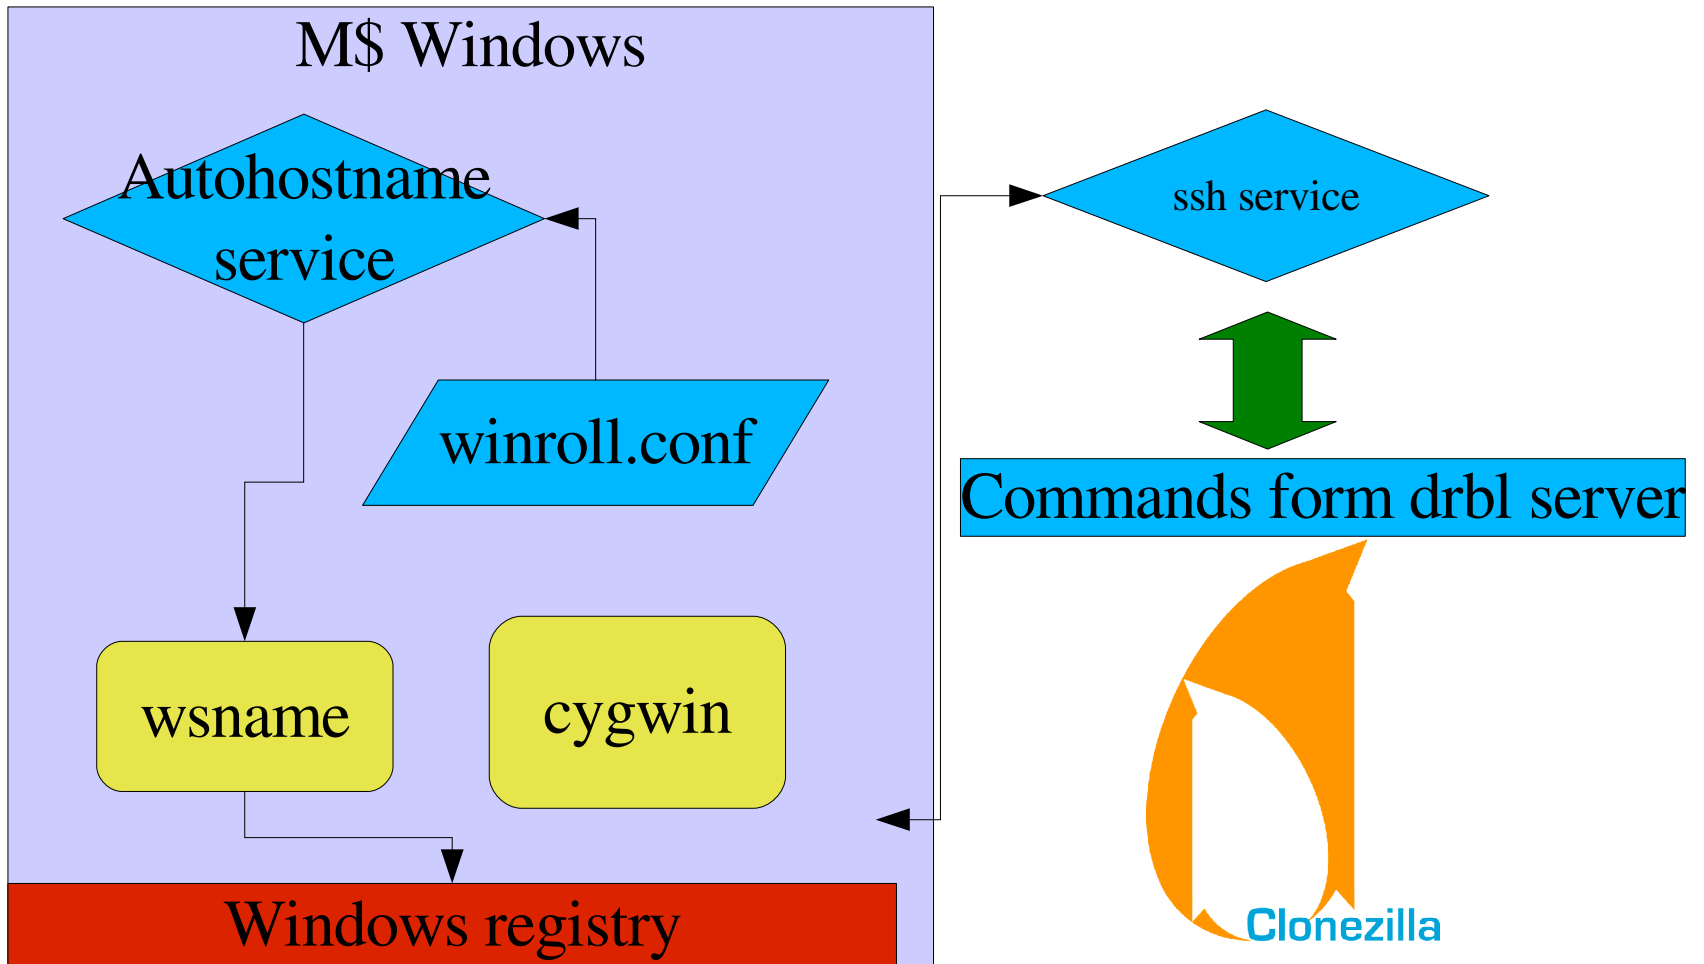 M$ Windows
Autohostname
service
ssh service
winroll.conf
Commands form drbl server
wsname
cygwin
Windows registry
Clonezilla